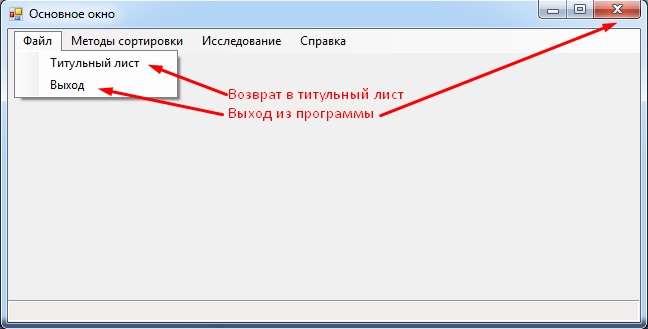 Основное окно
Файл Методы сортировки Исследование Справка
Титульный лист
Выход
Возврат в титульный лист
Выход из программы